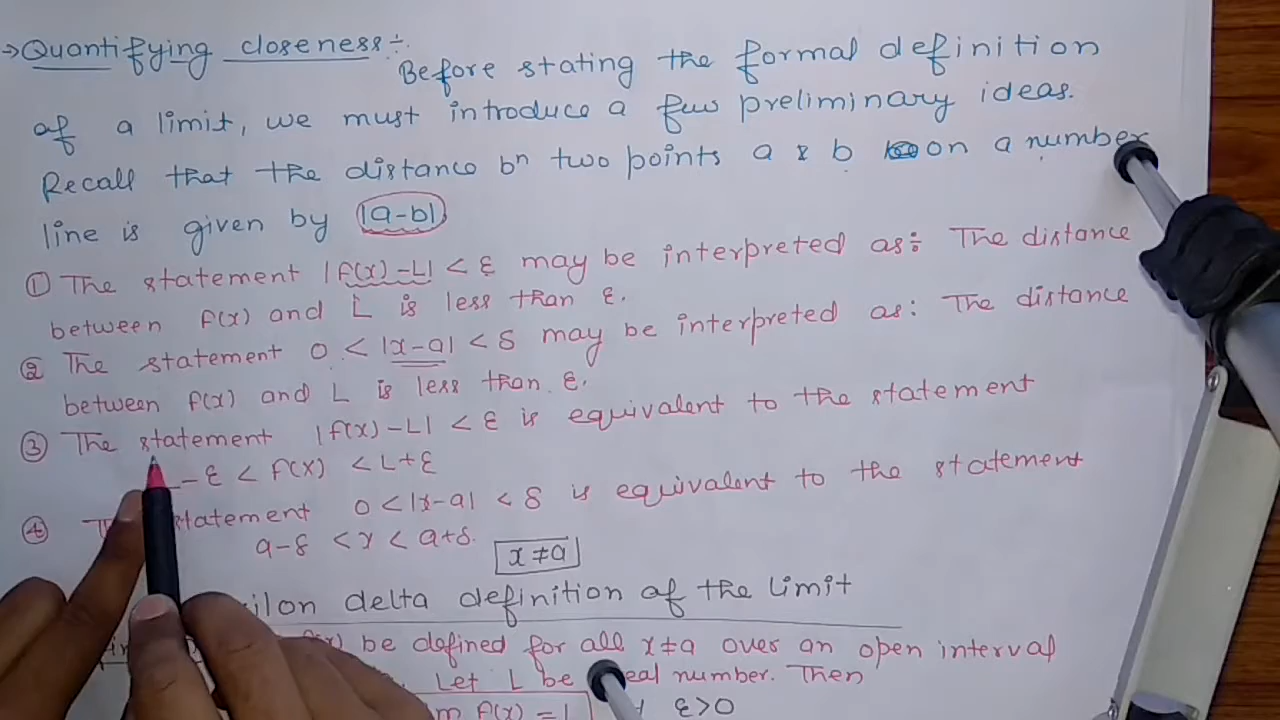 → Quantifying closeness ÷
Before stating the formal definition
of a limit, we must introduce a few preliminary ideas.
Recall that the distance bⁿ two points a & b on a number
line is given by |a-b|
① The statement |f(x)-L| < ε may be interpreted as: The distance
between f(x) and L is less than ε.
② The statement 0 < |x-a| < δ may be interpreted as: The distance
between f(x) and L is less than ε.
③ The statement |f(x)-L| < ε is equivalent to the statement
-ε < f(x) < L+ε
④ statement 0 < |x-a| < δ is equivalent to the statement
a-δ < x < a+δ. x ≠ a
delta definition of the Limit
be defined for all x≠a over an open interval
Let L be real number. Then
f(x) = L ε>0